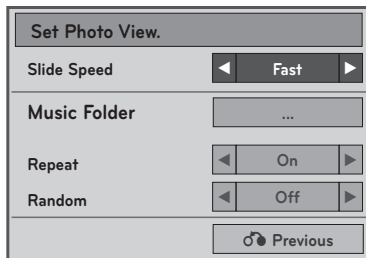 Set Photo View.
Slide Speed ◀ Fast ▶
Music Folder ...
Repeat ◀ On ▶
Random ◀ Off ▶
Previous